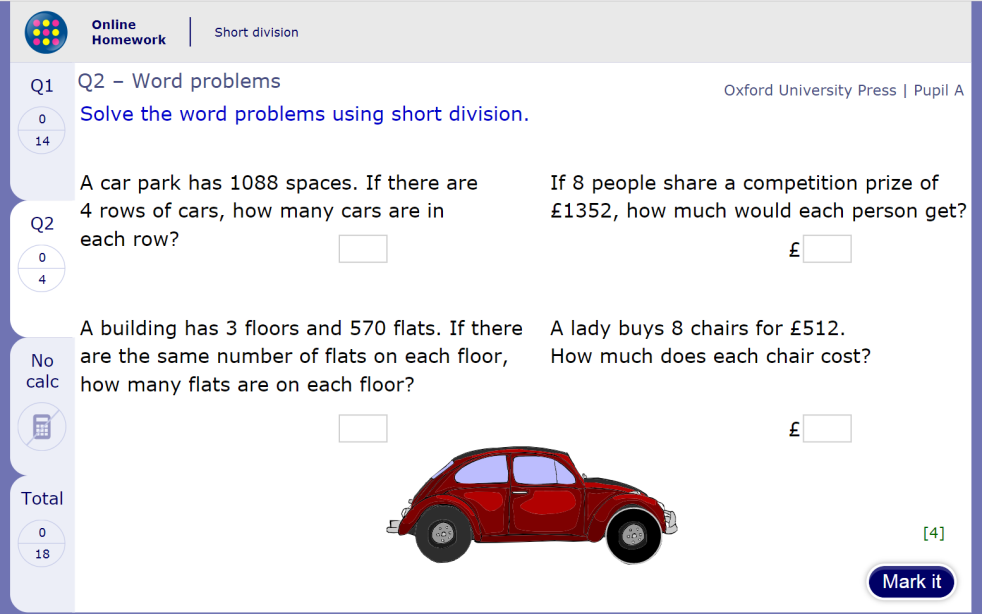 Online
Homework
Short division
Q1
0
14
Q2
0
4
No
calc
Total
0
18
Q2 – Word problems
Oxford University Press | Pupil A
Solve the word problems using short division.
A car park has 1088 spaces. If there are
4 rows of cars, how many cars are in
each row?
If 8 people share a competition prize of
£1352, how much would each person get?
£
A building has 3 floors and 570 flats. If there
are the same number of flats on each floor,
how many flats are on each floor?
A lady buys 8 chairs for £512.
How much does each chair cost?
£
[4]
Mark it